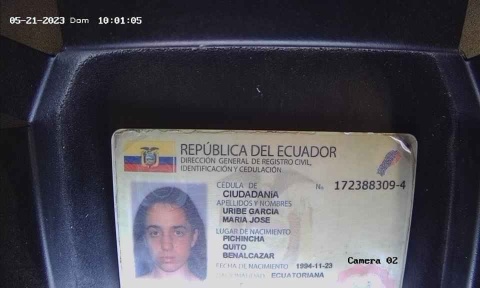 05-21-2023 Dom 10:01:05
REPÚBLICA DEL ECUADOR
DIRECCIÓN GENERAL DE REGISTRO CIVIL,
IDENTIFICACIÓN Y CEDULACIÓN
CÉDULA DE No 172388309-4
CIUDADANÍA
APELLIDOS Y NOMBRES
URIBE GARCIA
MARIA JOSE
LUGAR DE NACIMIENTO
PICHINCHA
QUITO
BENALCAZAR
FECHA DE NACIMIENTO 1994-11-23
Camera 02
ECUATORIANA